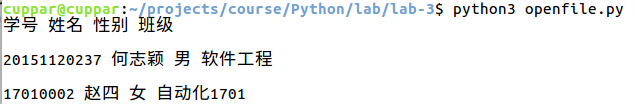 cuppar@cuppar:~/projects/course/Python/lab/lab-3$ python3 openfile.py
学号 姓名 性别 班级
20151120237 何志颖 男 软件工程
17010002 赵四 女 自动化1701